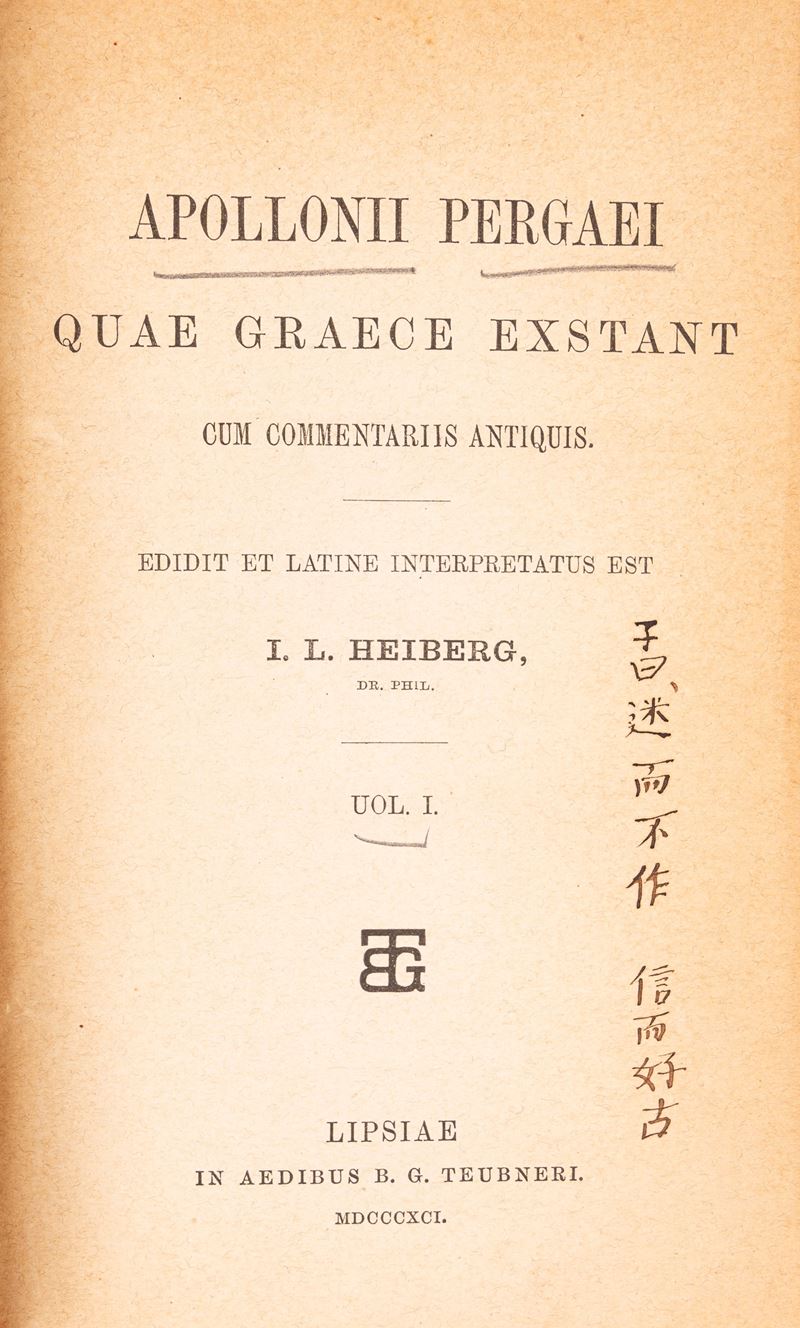 APOLLONII PERGAEI
QUAE GRAECE EXSTANT
CUM COMMENTARIIS ANTIQUIS.
EDIDIT ET LATINE INTERPRETATUS EST
I. L. HEIBERG,
DR. PHIL.
UOL. I.
LIPSIAE
IN AEDIBUS B. G. TEUBNERI.
MDCCCXCI.
子曰、述而不作 信而好古